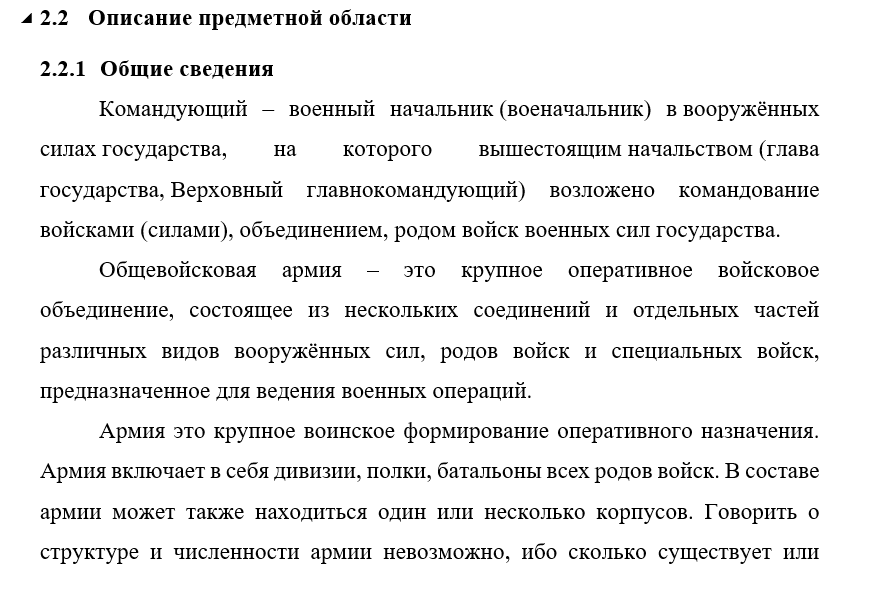 2.2 Описание предметной области
2.2.1 Общие сведения
Командующий – военный начальник (военачальник) в вооружённых
силах государства, на которого вышестоящим начальством (глава
государства, Верховный главнокомандующий) возложено командование
войсками (силами), объединением, родом войск военных сил государства.
Общевойсковая армия – это крупное оперативное войсковое
объединение, состоящее из нескольких соединений и отдельных частей
различных видов вооружённых сил, родов войск и специальных войск,
предназначенное для ведения военных операций.
Армия это крупное воинское формирование оперативного назначения.
Армия включает в себя дивизии, полки, батальоны всех родов войск. В составе
армии может также находиться один или несколько корпусов. Говорить о
структуре и численности армии невозможно, ибо сколько существует или